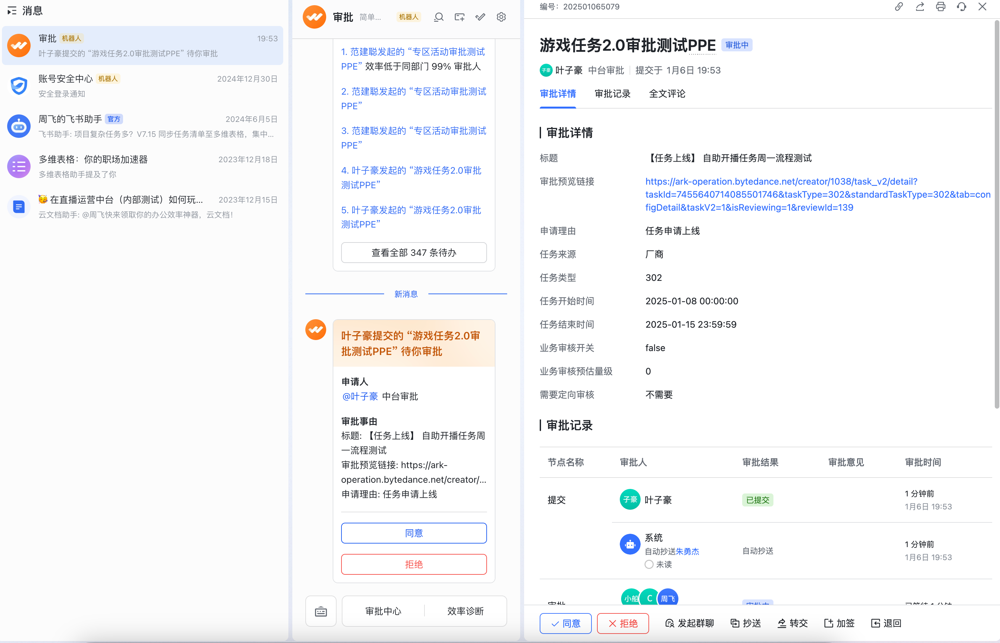 消息
审批 机器人 19:53
叶子豪提交的 “游戏任务2.0审批测试PPE” 待你审批
账号安全中心 机器人 2024年12月30日
安全登录通知
周飞的飞书助手 官方 2024年6月5日
飞书助手: 项目复杂任务多？V7.15 同步任务清单至多维表格，集中...
多维表格：你的职场加速器 2023年12月18日
多维表格助手提及了你
在直播运营中台（内部测试）如何玩... 2023年12月15日
云文档助手: @周飞快来领取你的办公效率神器，云文档！
审批 简单... 机器人
1. 范建聪发起的 “专区活动审批测试
PPE” 效率低于同部门 99% 审批人
2. 范建聪发起的 “专区活动审批测试
PPE”
3. 范建聪发起的 “专区活动审批测试
PPE”
4. 叶子豪发起的 “游戏任务2.0审批
测试PPE”
5. 叶子豪发起的 “游戏任务2.0审批
测试PPE”
查看全部 347 条待办
新消息
叶子豪提交的 “游戏任务2.0审
批测试PPE” 待你审批
申请人
@叶子豪 中台审批
审批事由
标题: 【任务上线】 自助开播任务周
一流程测试
审批预览链接: https://ark-
operation.bytedance.net/creator/...
申请理由: 任务申请上线
同意
拒绝
审批中心 效率诊断
编号：202501065079
游戏任务2.0审批测试PPE 审批中
子豪 叶子豪 中台审批 提交于 1月6日 19:53
审批详情 审批记录 全文评论
审批详情
标题 【任务上线】 自助开播任务周一流程测试
审批预览链接 https://ark-operation.bytedance.net/creator/1038/task_v2/detail?
taskId=7455640714085501746&taskType=302&standardTaskType=302&tab=con
figDetail&taskV2=1&isReviewing=1&reviewId=139
申请理由 任务申请上线
任务来源 厂商
任务类型 302
任务开始时间 2025-01-08 00:00:00
任务结束时间 2025-01-15 23:59:59
业务审核开关 false
业务审核预估量级 0
需要定向审核 不需要
审批记录
节点名称 审批人 审批结果 审批意见 审批时间
提交 子豪 叶子豪 已提交 1 分钟前
1月6日 19:53
系统
自动抄送朱勇杰
未读
自动抄送
1 分钟前
1月6日 19:53
审批 小船 C 周飞 审批中 已等待 1 分钟
同意 拒绝 发起群聊 抄送 转交 加签 退回